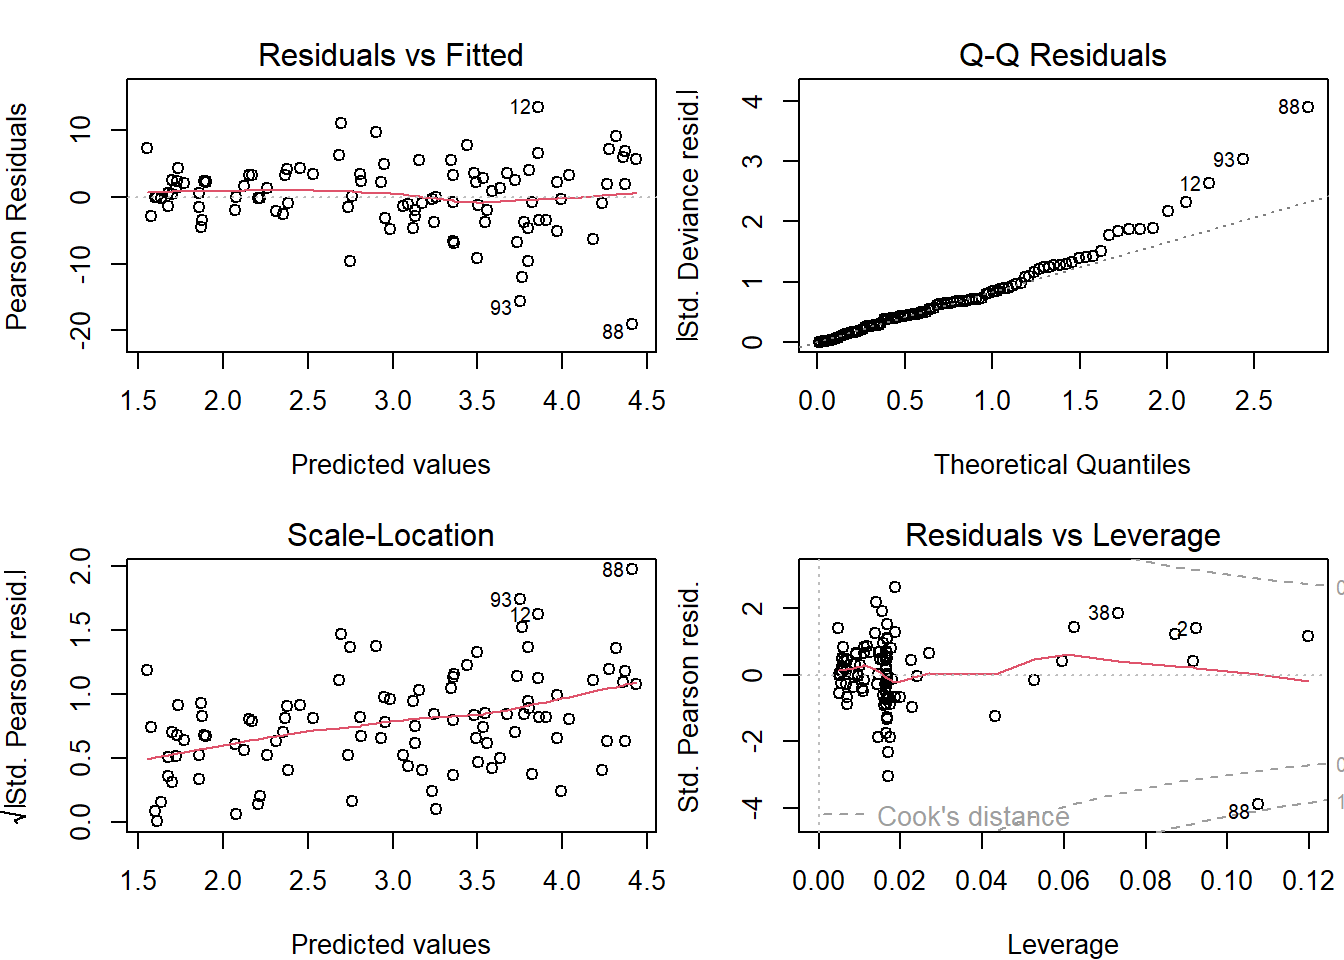 Residuals vs Fitted
Pearson Residuals
10
0
-10
-20
12
93
88
1.5 2.0 2.5 3.0 3.5 4.0 4.5
Predicted values
Q-Q Residuals
|Std. Deviance resid.|
4
3
2
1
0
88
93
12
0.0 0.5 1.0 1.5 2.0 2.5
Theoretical Quantiles
Scale-Location
√|Std. Pearson resid.|
2.0
1.5
1.0
0.5
0.0
88
93
12
1.5 2.0 2.5 3.0 3.5 4.0 4.5
Predicted values
Residuals vs Leverage
Std. Pearson resid.
2
0
-2
-4
38
2
88
Cook's distance
0.00 0.02 0.04 0.06 0.08 0.10 0.12
Leverage